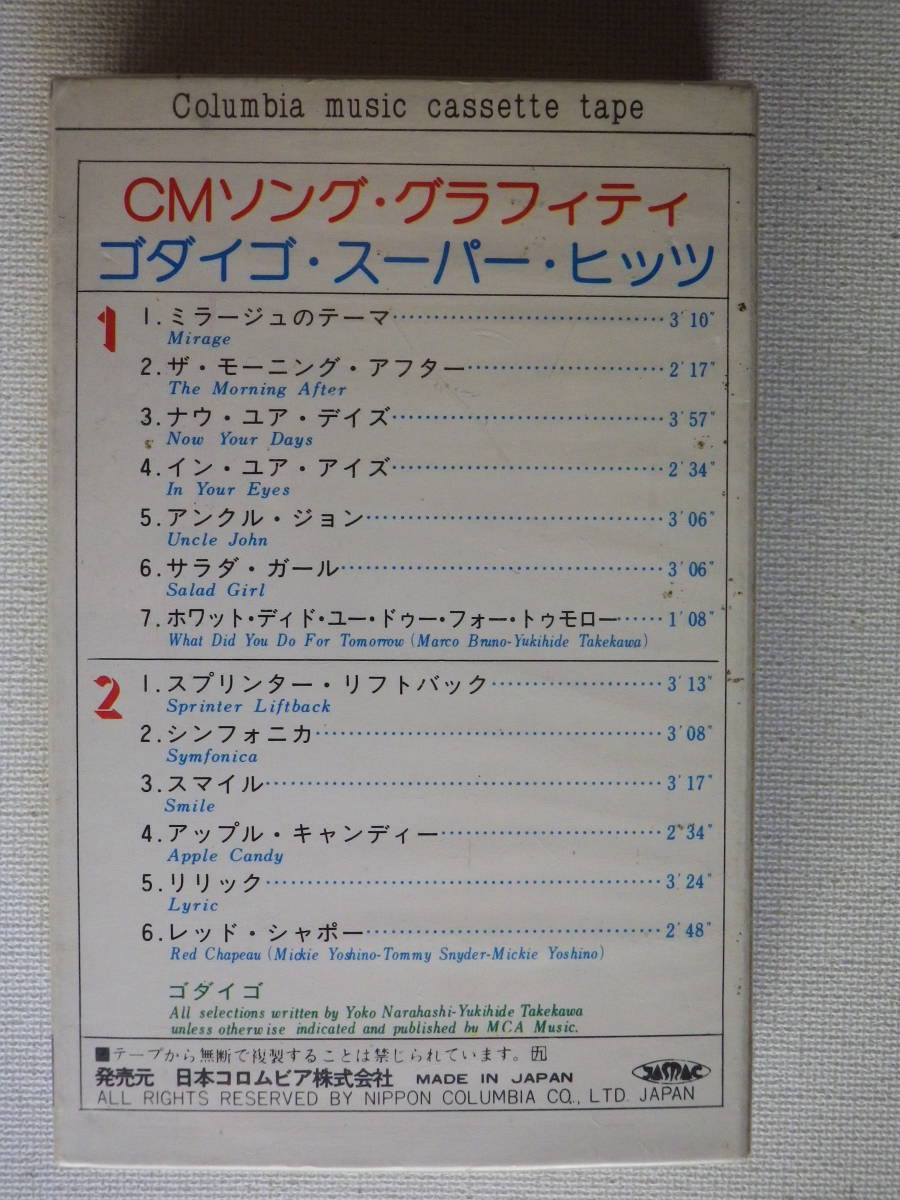 Columbia music cassette tape
CMソング・グラフィティ
ゴダイゴ・スーパー・ヒッツ
1
1.ミラージュのテーマ……3'10"
Mirage
2.ザ・モーニング・アフター……2'17"
The Morning After
3.ナウ・ユア・デイズ……3'57"
Now Your Days
4.イン・ユア・アイズ……2'34"
In Your Eyes
5.アンクル・ジョン……3'06"
Uncle John
6.サラダ・ガール……3'06"
Salad Girl
7.ホワット・ディド・ユー・ドゥー・フォー・トゥモロー……1'08"
What Did You Do For Tomorrow (Marco Bruno-Yukihide Takekawa)
2
1.スプリンター・リフトバック……3'13"
Sprinter Liftback
2.シンフォニカ……3'08"
Symfonica
3.スマイル……3'17"
Smile
4.アップル・キャンディー……2'34"
Apple Candy
5.リリック……3'24"
Lyric
6.レッド・シャポー……2'48"
Red Chapeau (Mickie Yoshino-Tommy Snyder-Mickie Yoshino)
ゴダイゴ
All selections written by Yoko Narahashi-Yukihide Takekawa
unless otherwise indicated and published by MCA Music.
■テープから無断で複製することは禁じられています。㊈
発売元 日本コロムビア株式会社 MADE IN JAPAN
JASRAC
ALL RIGHTS RESERVED BY NIPPON COLUMBIA CO., LTD. JAPAN